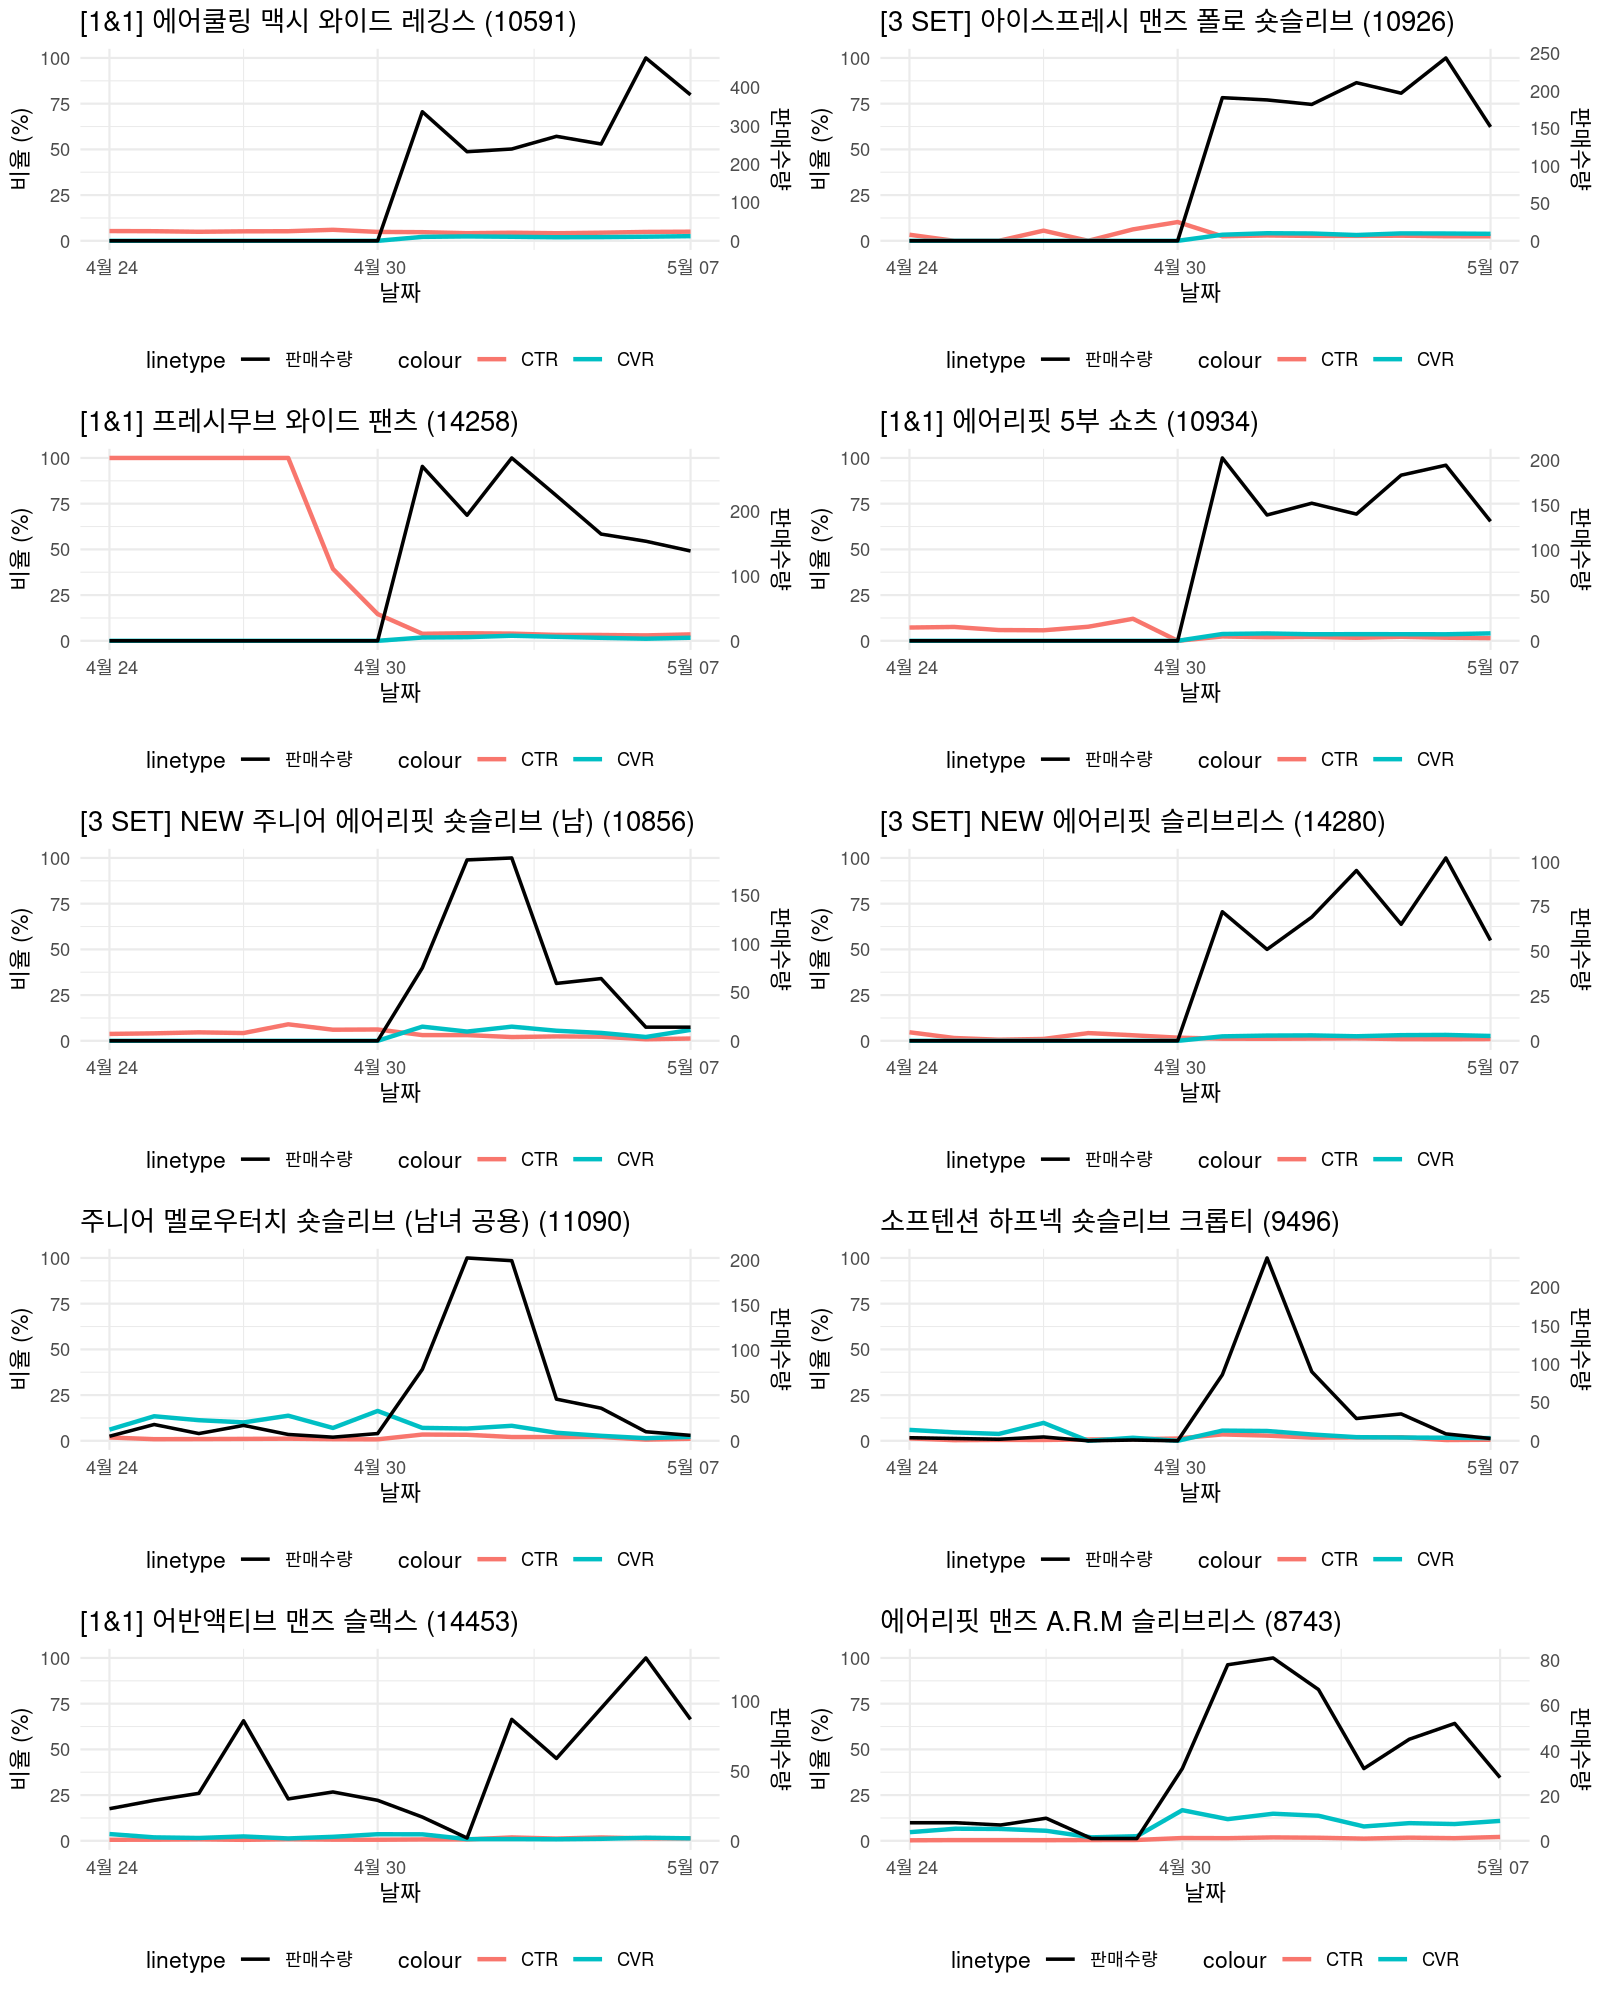 [1&1] 에어쿨링 맥시 와이드 레깅스 (10591)
100
75
50
25
0
비율 (%)
400
300
200
100
0
판매수량
4월 24
4월 30
5월 07
날짜
linetype 판매수량 colour CTR CVR
[3 SET] 아이스프레시 맨즈 폴로 숏슬리브 (10926)
100
75
50
25
0
비율 (%)
250
200
150
100
50
0
판매수량
4월 24
4월 30
5월 07
날짜
linetype 판매수량 colour CTR CVR
[1&1] 프레시무브 와이드 팬츠 (14258)
100
75
50
25
0
비율 (%)
200
100
0
판매수량
4월 24
4월 30
5월 07
날짜
linetype 판매수량 colour CTR CVR
[1&1] 에어리핏 5부 쇼츠 (10934)
100
75
50
25
0
비율 (%)
200
150
100
50
0
판매수량
4월 24
4월 30
5월 07
날짜
linetype 판매수량 colour CTR CVR
[3 SET] NEW 주니어 에어리핏 숏슬리브 (남) (10856)
100
75
50
25
0
비율 (%)
150
100
50
0
판매수량
4월 24
4월 30
5월 07
날짜
linetype 판매수량 colour CTR CVR
[3 SET] NEW 에어리핏 슬리브리스 (14280)
100
75
50
25
0
비율 (%)
100
75
50
25
0
판매수량
4월 24
4월 30
5월 07
날짜
linetype 판매수량 colour CTR CVR
주니어 멜로우터치 숏슬리브 (남녀 공용) (11090)
100
75
50
25
0
비율 (%)
200
150
100
50
0
판매수량
4월 24
4월 30
5월 07
날짜
linetype 판매수량 colour CTR CVR
소프텐션 하프넥 숏슬리브 크롭티 (9496)
100
75
50
25
0
비율 (%)
200
150
100
50
0
판매수량
4월 24
4월 30
5월 07
날짜
linetype 판매수량 colour CTR CVR
[1&1] 어반액티브 맨즈 슬랙스 (14453)
100
75
50
25
0
비율 (%)
100
50
0
판매수량
4월 24
4월 30
5월 07
날짜
linetype 판매수량 colour CTR CVR
에어리핏 맨즈 A.R.M 슬리브리스 (8743)
100
75
50
25
0
비율 (%)
80
60
40
20
0
판매수량
4월 24
4월 30
5월 07
날짜
linetype 판매수량 colour CTR CVR